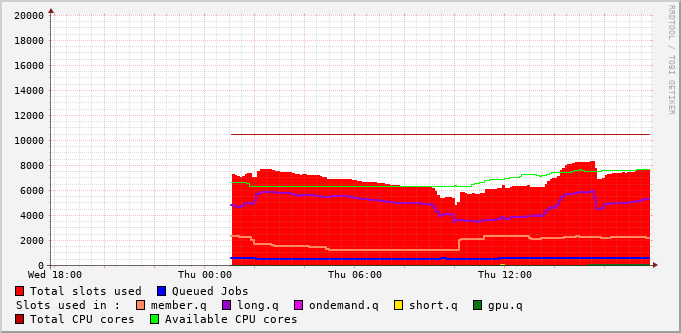 RRDTOOL / TOBI OETIKER
20000
18000
16000
14000
12000
10000
8000
6000
4000
2000
0
Wed 18:00 Thu 00:00 Thu 06:00 Thu 12:00
Total slots used Queued Jobs
Slots used in : member.q long.q ondemand.q short.q gpu.q
Total CPU cores Available CPU cores